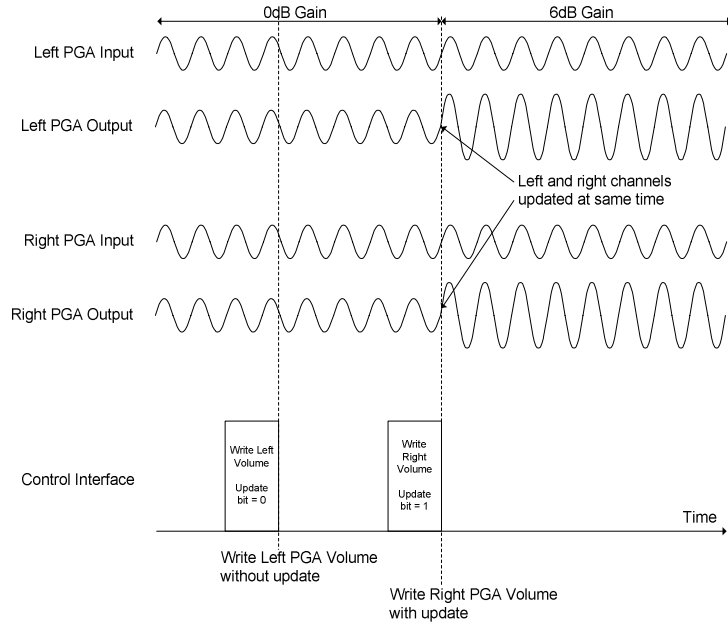 0dB Gain
6dB Gain
Left PGA Input
Left PGA Output
Left and right channels
updated at same time
Right PGA Input
Right PGA Output
Control Interface
Write Left
Volume
Update
bit = 0
Write
Right
Volume
Update
bit = 1
Time
Write Left PGA Volume
without update
Write Right PGA Volume
with update